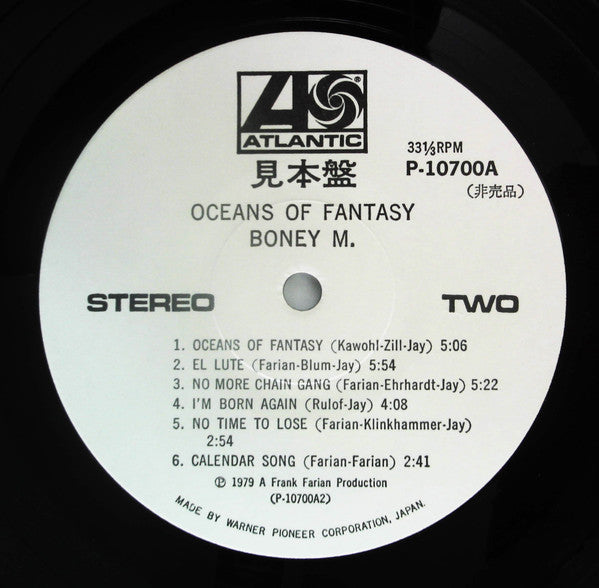 ATLANTIC
®
33⅓RPM
見本盤
P-10700A
(非売品)
OCEANS OF FANTASY
BONEY M.
STEREO
TWO
1. OCEANS OF FANTASY (Kawohl-Zill-Jay) 5:06
2. EL LUTE (Farian-Blum-Jay) 5:54
3. NO MORE CHAIN GANG (Farian-Ehrhardt-Jay) 5:22
4. I'M BORN AGAIN (Rulof-Jay) 4:08
5. NO TIME TO LOSE (Farian-Klinkhammer-Jay)
2:54
6. CALENDAR SONG (Farian-Farian) 2:41
℗ 1979 A Frank Farian Production
(P-10700A2)
MADE BY WARNER PIONEER CORPORATION, JAPAN.